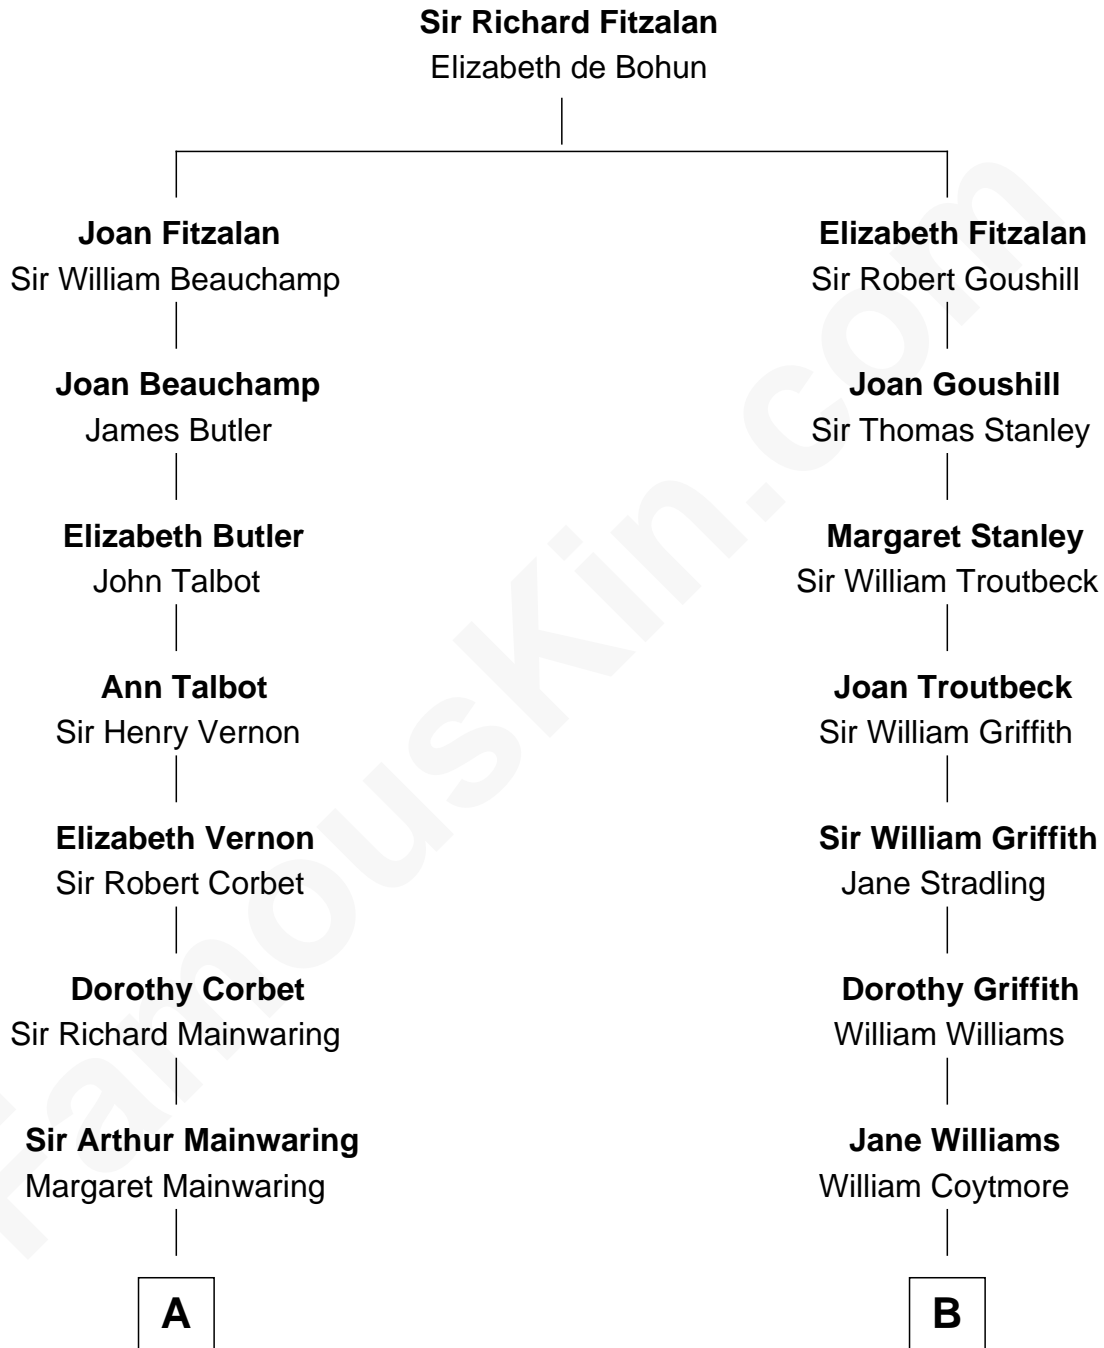 Sir Richard Fitzalan
Elizabeth de Bohun
Joan Fitzalan
Sir William Beauchamp
Elizabeth Fitzalan
Sir Robert Goushill
Joan Beauchamp
James Butler
Joan Goushill
Sir Thomas Stanley
Elizabeth Butler
John Talbot
Margaret Stanley
Sir William Troutbeck
Ann Talbot
Sir Henry Vernon
Joan Troutbeck
Sir William Griffith
Elizabeth Vernon
Sir Robert Corbet
Sir William Griffith
Jane Stradling
Dorothy Corbet
Sir Richard Mainwaring
Dorothy Griffith
William Williams
Sir Arthur Mainwaring
Margaret Mainwaring
Jane Williams
William Coytmore
A
B
FamousKin.com